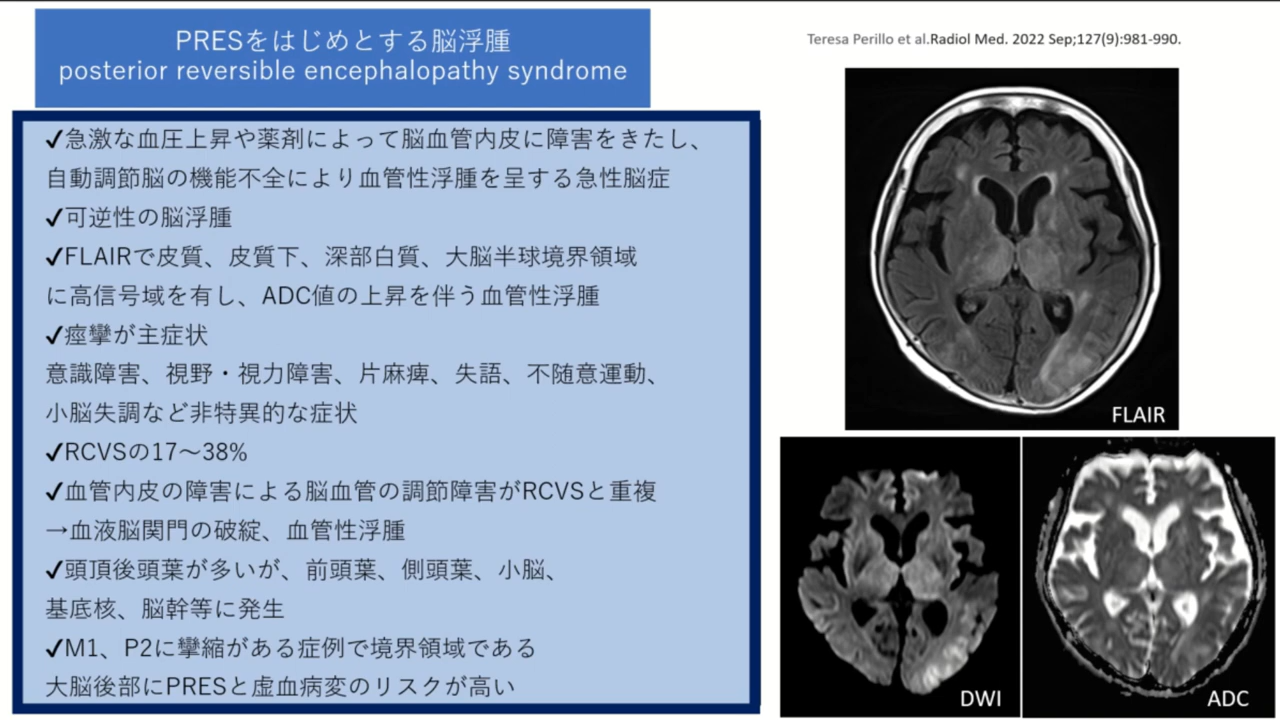 PRESをはじめとする脳浮腫
posterior reversible encephalopathy syndrome
Teresa Perillo et al.Radiol Med. 2022 Sep;127(9):981-990.
✓急激な血圧上昇や薬剤によって脳血管内皮に障害をきたし、
自動調節脳の機能不全により血管性浮腫を呈する急性脳症
✓可逆性の脳浮腫
✓FLAIRで皮質、皮質下、深部白質、大脳半球境界領域
に高信号域を有し、ADC値の上昇を伴う血管性浮腫
✓痙攣が主症状
意識障害、視野・視力障害、片麻痺、失語、不随意運動、
小脳失調など非特異的な症状
✓RCVSの17～38%
✓血管内皮の障害による脳血管の調節障害がRCVSと重複
→血液脳関門の破綻、血管性浮腫
✓頭頂後頭葉が多いが、前頭葉、側頭葉、小脳、
基底核、脳幹等に発生
✓M1、P2に攣縮がある症例で境界領域である
大脳後部にPRESと虚血病変のリスクが高い
FLAIR
DWI
ADC